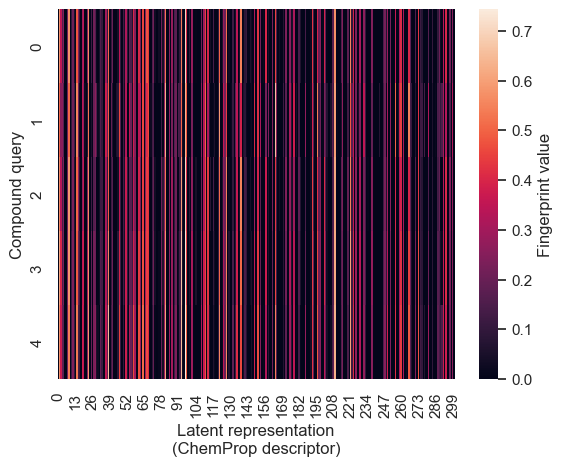 Compound query
0
1
2
3
4
0 13 26 39 52 65 78 91 104 117 130 143 156 169 182 195 208 221 234 247 260 273 286 299
Latent representation
(ChemProp descriptor)
0.7
0.6
0.5
0.4
0.3
0.2
0.1
0.0
Fingerprint value